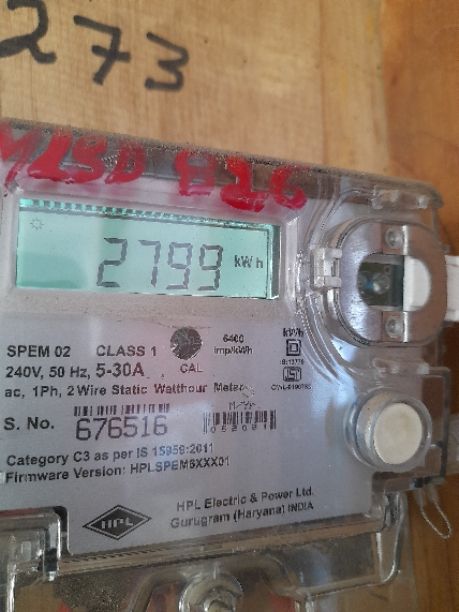 273
826
2799 kWh
SPEM 02 CLASS 1
CAL
6400 imp/kWh
kWh
240V, 50 Hz, 5-30A
ac, 1Ph, 2 Wire Static Watthour Meter
S. No. 676516
Category C3 as per IS 15959:2011
Firmware Version: HPLSPEM6XXX01
HPL
HPL Electric & Power Ltd.
Gurugram (Haryana) INDIA